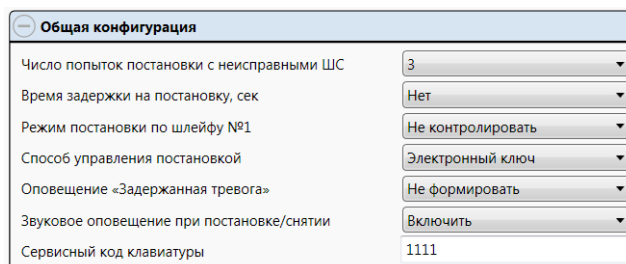 Общая конфигурация
Число попыток постановки с неисправными ШС 3
Время задержки на постановку, сек Нет
Режим постановки по шлейфу №1 Не контролировать
Способ управления постановкой Электронный ключ
Оповещение «Задержанная тревога» Не формировать
Звуковое оповещение при постановке/снятии Включить
Сервисный код клавиатуры 1111